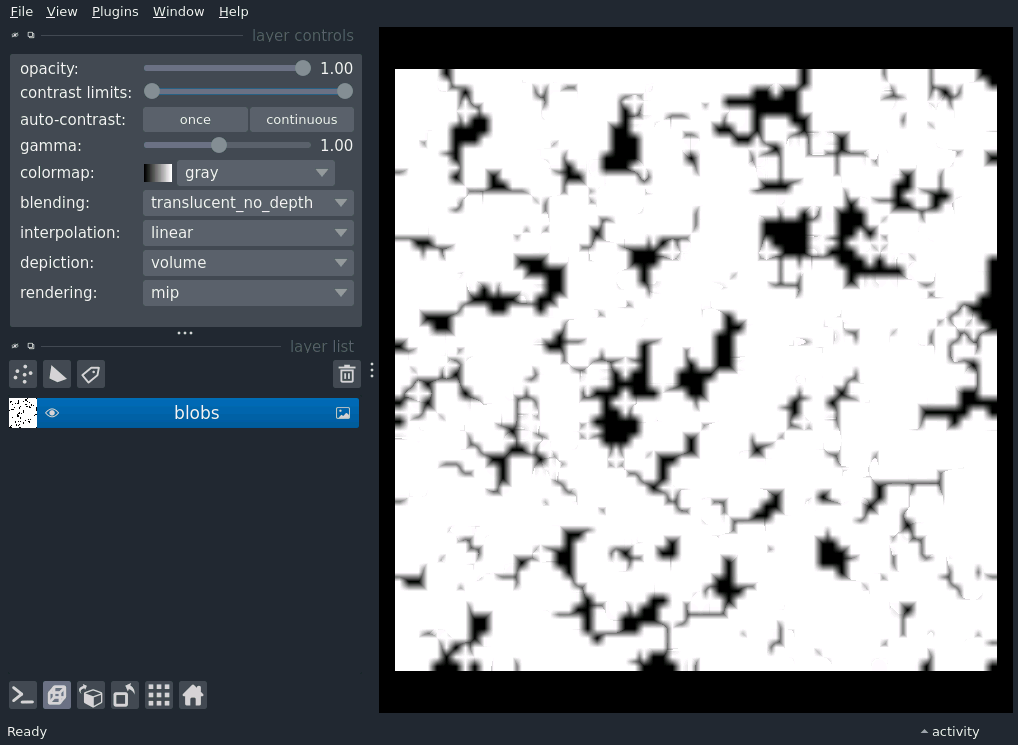 File View Plugins Window Help
layer controls
opacity: 1.00
contrast limits:
auto-contrast: once continuous
gamma: 1.00
colormap: gray
blending: translucent_no_depth
interpolation: linear
depiction: volume
rendering: mip
layer list
blobs
Ready activity